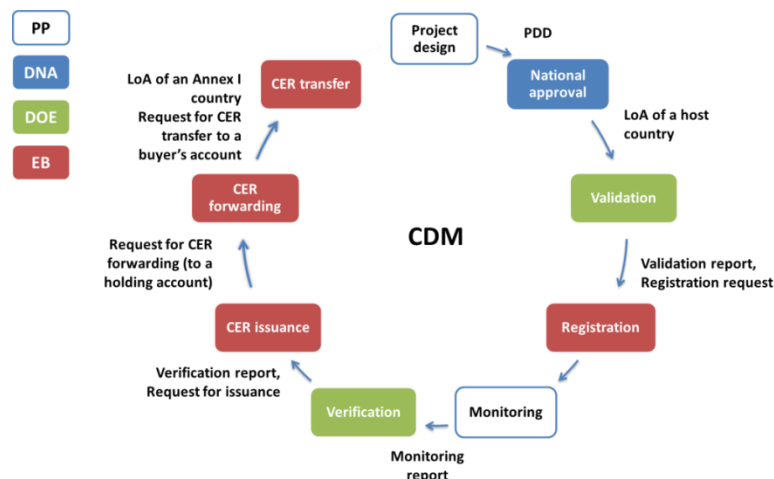 PP
DNA
DOE
EB
Project
design
PDD
National
approval
LoA of a host
country
Validation
Validation report,
Registration request
Registration
Monitoring
Monitoring
report
Verification
Verification report,
Request for issuance
CER issuance
Request for CER
forwarding (to a
holding account)
CER
forwarding
LoA of an Annex I
country
Request for CER
transfer to a
buyer's account
CER transfer
CDM